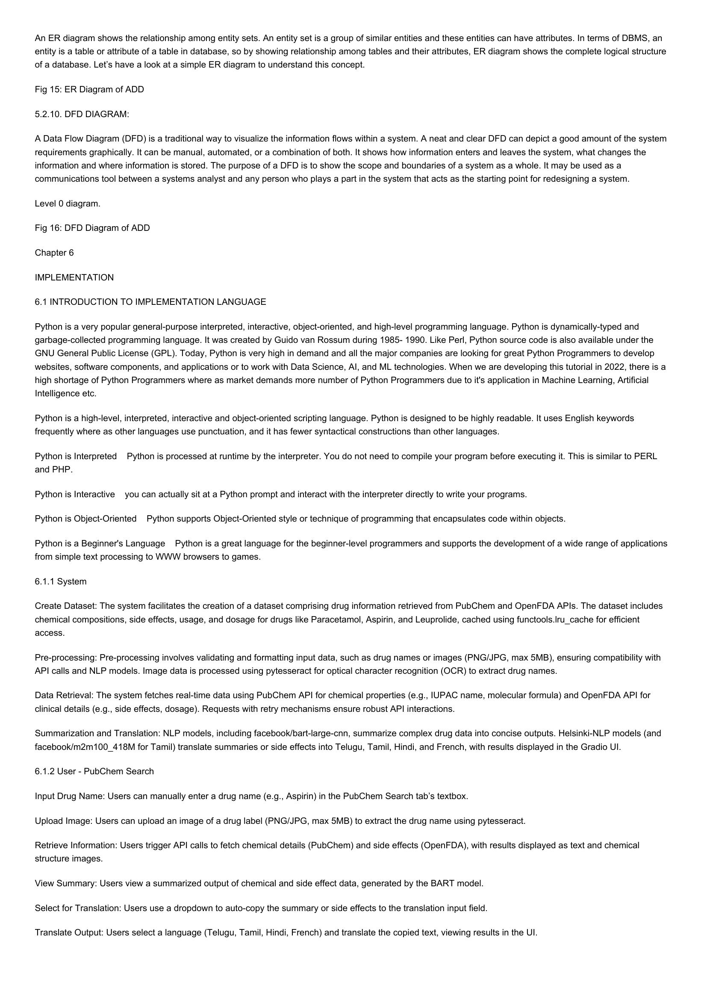 An ER diagram shows the relationship among entity sets. An entity set is a group of similar entities and these entities can have attributes. In terms of DBMS, an
entity is a table or attribute of a table in database, so by showing relationship among tables and their attributes, ER diagram shows the complete logical structure
of a database. Let’s have a look at a simple ER diagram to understand this concept.
Fig 15: ER Diagram of ADD
5.2.10. DFD DIAGRAM:
A Data Flow Diagram (DFD) is a traditional way to visualize the information flows within a system. A neat and clear DFD can depict a good amount of the system
requirements graphically. It can be manual, automated, or a combination of both. It shows how information enters and leaves the system, what changes the
information and where information is stored. The purpose of a DFD is to show the scope and boundaries of a system as a whole. It may be used as a
communications tool between a systems analyst and any person who plays a part in the system that acts as the starting point for redesigning a system.
Level 0 diagram.
Fig 16: DFD Diagram of ADD
Chapter 6
IMPLEMENTATION
6.1 INTRODUCTION TO IMPLEMENTATION LANGUAGE
Python is a very popular general-purpose interpreted, interactive, object-oriented, and high-level programming language. Python is dynamically-typed and
garbage-collected programming language. It was created by Guido van Rossum during 1985- 1990. Like Perl, Python source code is also available under the
GNU General Public License (GPL). Today, Python is very high in demand and all the major companies are looking for great Python Programmers to develop
websites, software components, and applications or to work with Data Science, AI, and ML technologies. When we are developing this tutorial in 2022, there is a
high shortage of Python Programmers where as market demands more number of Python Programmers due to it's application in Machine Learning, Artificial
Intelligence etc.
Python is a high-level, interpreted, interactive and object-oriented scripting language. Python is designed to be highly readable. It uses English keywords
frequently where as other languages use punctuation, and it has fewer syntactical constructions than other languages.
Python is Interpreted    Python is processed at runtime by the interpreter. You do not need to compile your program before executing it. This is similar to PERL
and PHP.
Python is Interactive    you can actually sit at a Python prompt and interact with the interpreter directly to write your programs.
Python is Object-Oriented    Python supports Object-Oriented style or technique of programming that encapsulates code within objects.
Python is a Beginner's Language    Python is a great language for the beginner-level programmers and supports the development of a wide range of applications
from simple text processing to WWW browsers to games.
6.1.1 System
Create Dataset: The system facilitates the creation of a dataset comprising drug information retrieved from PubChem and OpenFDA APIs. The dataset includes
chemical compositions, side effects, usage, and dosage for drugs like Paracetamol, Aspirin, and Leuprolide, cached using functools.lru_cache for efficient
access.
Pre-processing: Pre-processing involves validating and formatting input data, such as drug names or images (PNG/JPG, max 5MB), ensuring compatibility with
API calls and NLP models. Image data is processed using pytesseract for optical character recognition (OCR) to extract drug names.
Data Retrieval: The system fetches real-time data using PubChem API for chemical properties (e.g., IUPAC name, molecular formula) and OpenFDA API for
clinical details (e.g., side effects, dosage). Requests with retry mechanisms ensure robust API interactions.
Summarization and Translation: NLP models, including facebook/bart-large-cnn, summarize complex drug data into concise outputs. Helsinki-NLP models (and
facebook/m2m100_418M for Tamil) translate summaries or side effects into Telugu, Tamil, Hindi, and French, with results displayed in the Gradio UI.
6.1.2 User - PubChem Search
Input Drug Name: Users can manually enter a drug name (e.g., Aspirin) in the PubChem Search tab’s textbox.
Upload Image: Users can upload an image of a drug label (PNG/JPG, max 5MB) to extract the drug name using pytesseract.
Retrieve Information: Users trigger API calls to fetch chemical details (PubChem) and side effects (OpenFDA), with results displayed as text and chemical
structure images.
View Summary: Users view a summarized output of chemical and side effect data, generated by the BART model.
Select for Translation: Users use a dropdown to auto-copy the summary or side effects to the translation input field.
Translate Output: Users select a language (Telugu, Tamil, Hindi, French) and translate the copied text, viewing results in the UI.